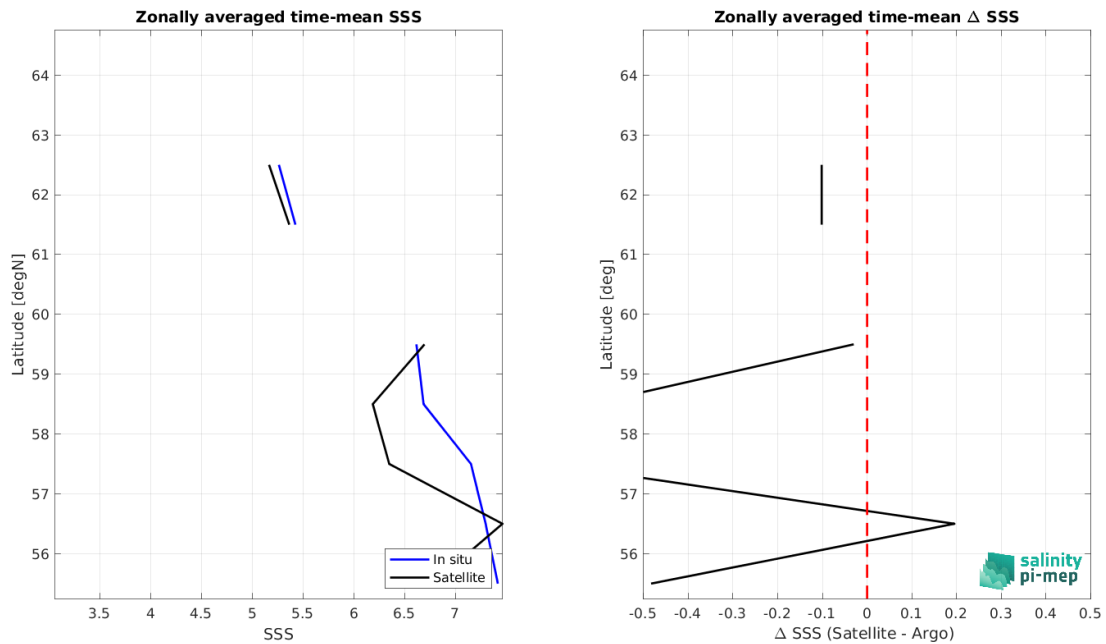 Zonally averaged time-mean SSS
64
63
62
61
60
59
58
57
56
Latitude [degN]
3.5 4 4.5 5 5.5 6 6.5 7
SSS
In situ
Satellite
Zonally averaged time-mean Δ SSS
64
63
62
61
60
59
58
57
56
Latitude [deg]
-0.5 -0.4 -0.3 -0.2 -0.1 0 0.1 0.2 0.3 0.4 0.5
Δ SSS (Satellite - Argo)
salinity
pi-mep